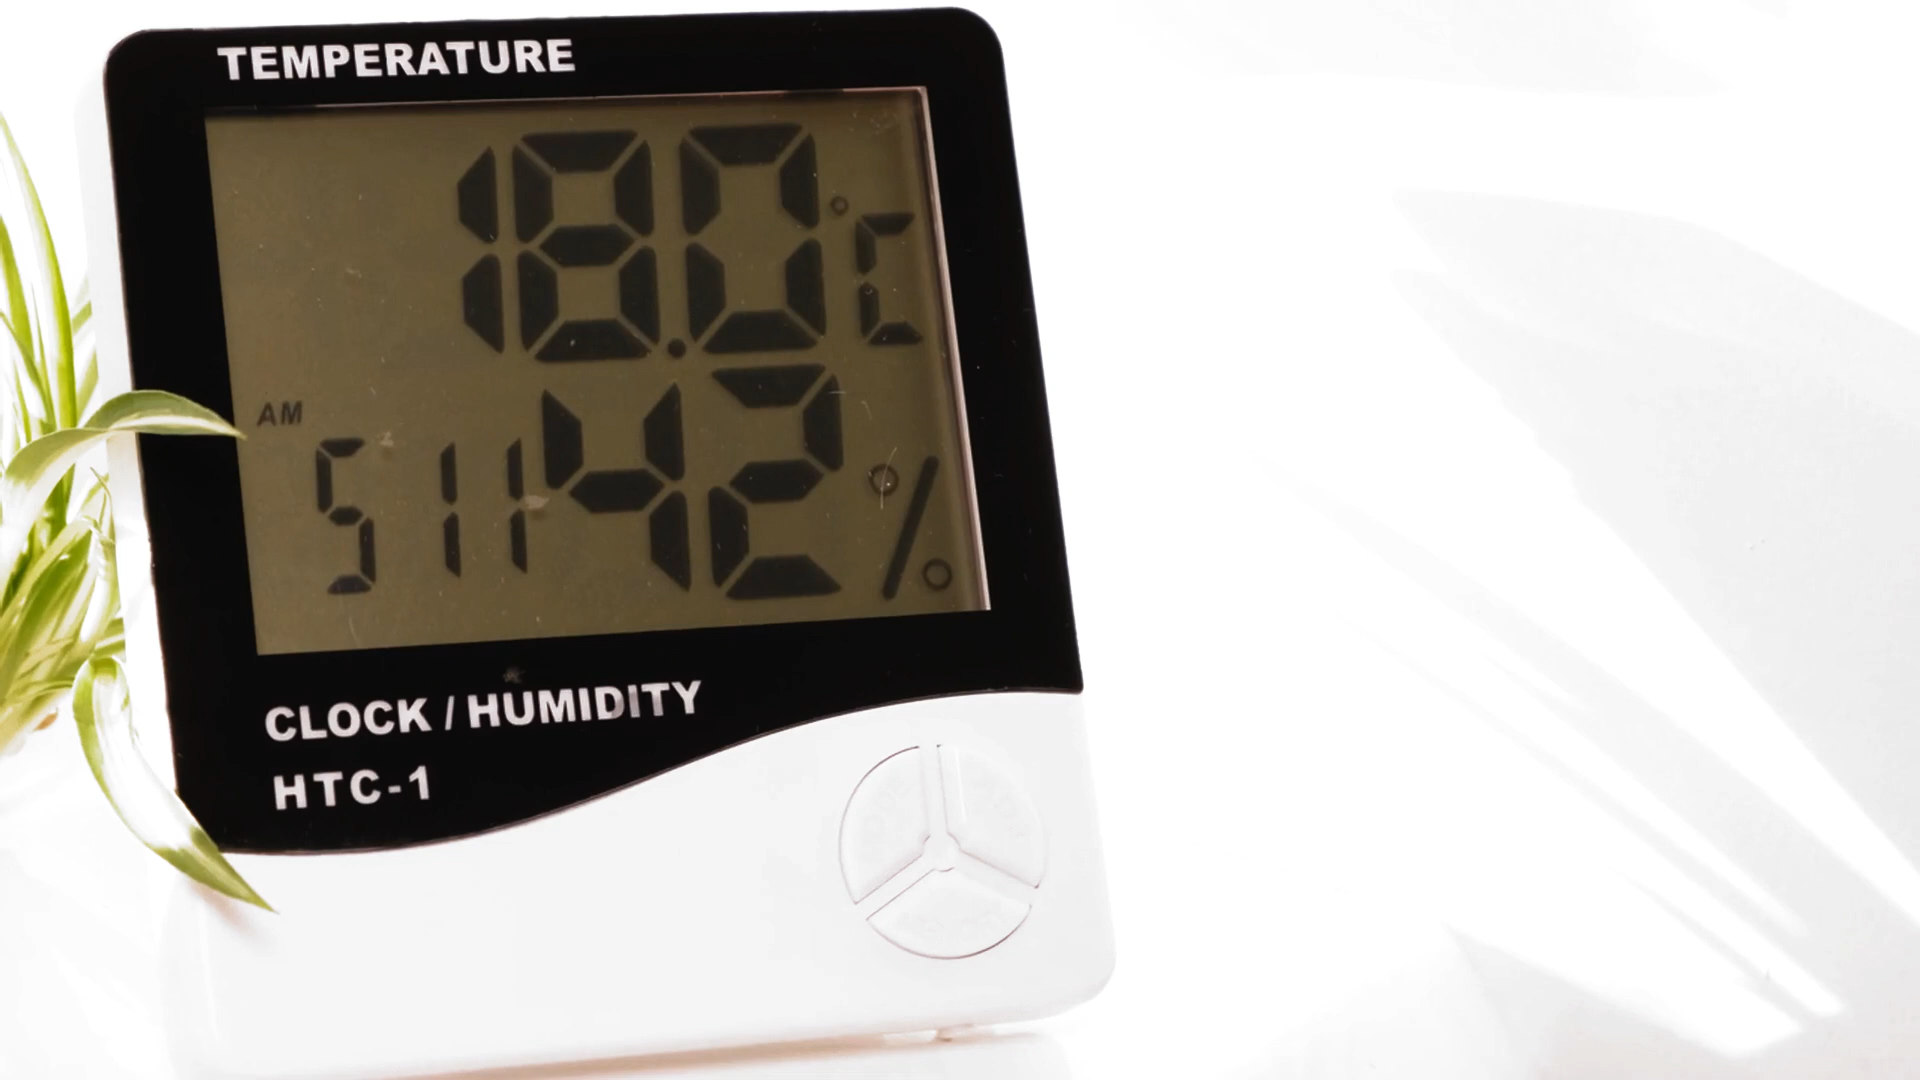 TEMPERATURE
18.0 °C
AM
5 11
42 %
CLOCK / HUMIDITY
HTC-1